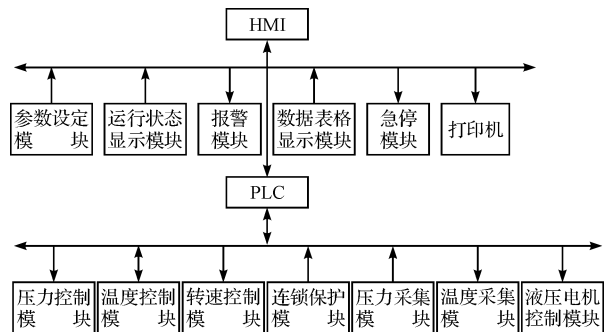 HMI
参数设定
模 块
运行状态
显示模块
报警
模块
数据表格
显示模块
急停
模块
打印机
PLC
压力控制
模 块
温度控制
模 块
转速控制
模 块
连锁保护
模 块
压力采集
模 块
温度采集
模 块
液压电机
控制模块